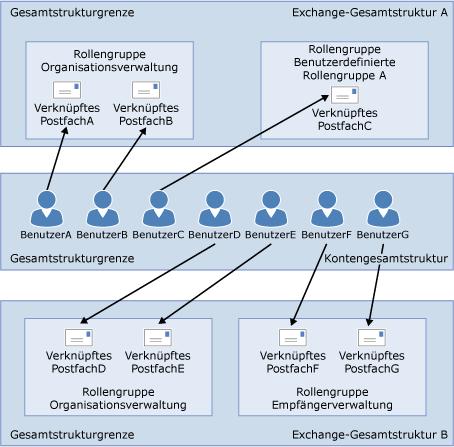 Gesamtstrukturgrenze
Exchange-Gesamtstruktur A
Rollengruppe
Organisationsverwaltung
Verknüpftes
PostfachA
Verknüpftes
PostfachB
Rollengruppe
Benutzerdefinierte
Rollengruppe A
Verknüpftes
PostfachC
BenutzerA
BenutzerB
BenutzerC
BenutzerD
BenutzerE
BenutzerF
BenutzerG
Gesamtstrukturgrenze
Kontengesamtstruktur
Verknüpftes
PostfachD
Verknüpftes
PostfachE
Rollengruppe
Organisationsverwaltung
Verknüpftes
PostfachF
Verknüpftes
PostfachG
Rollengruppe
Empfängerverwaltung
Gesamtstrukturgrenze
Exchange-Gesamtstruktur B